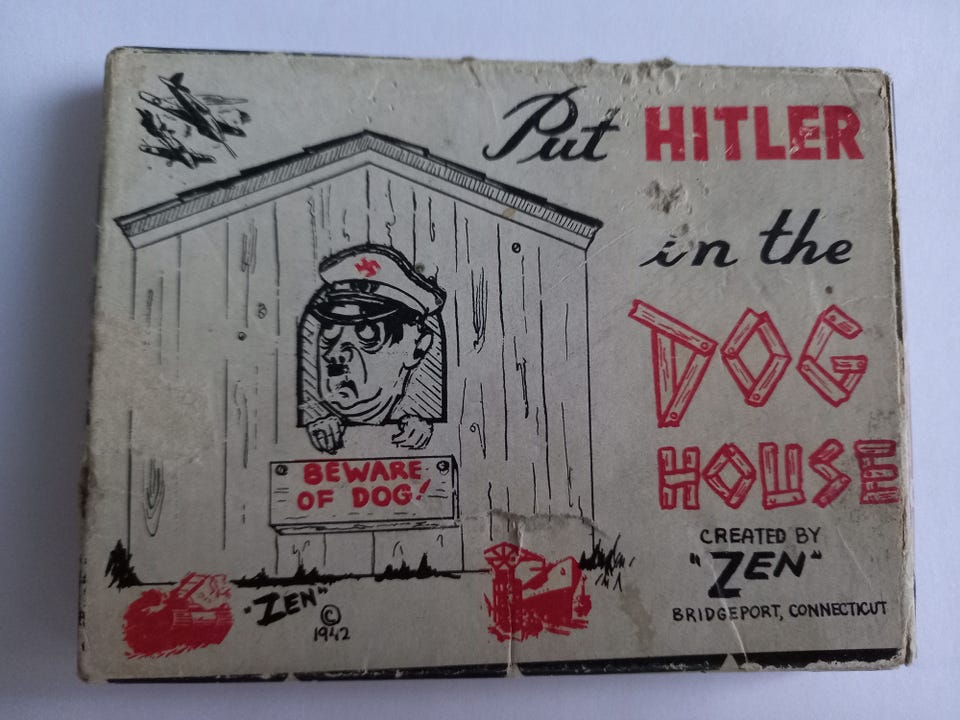 Put HITLER
in the
DOG
HOUSE
BEWARE
OF DOG!
CREATED BY
"ZEN"
BRIDGEPORT, CONNECTICUT
"ZEN"
©
1942